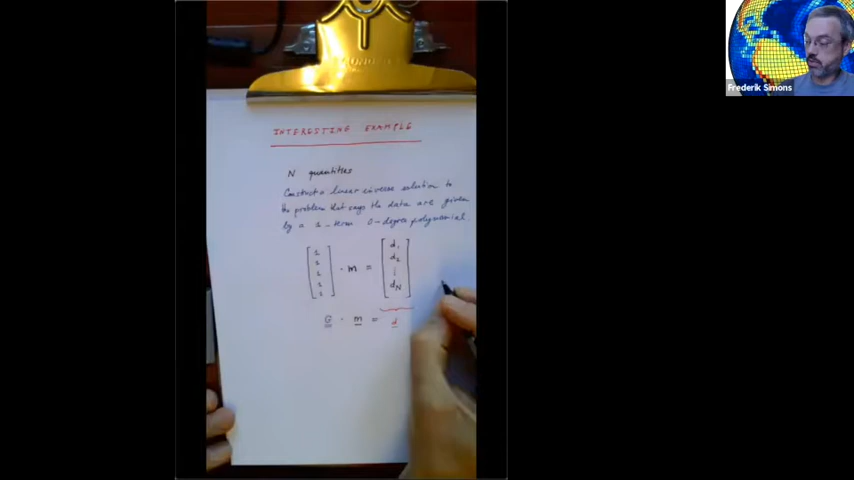 INTERESTING EXAMPLE
N quantities
Construct a linear inverse solution to
the problem that says the data are given
by a 1-term 0-degree polynomial.
1
1
1
1
1
· m =
d1
d2
⋮
dN
G · m = d
Frederik Simons